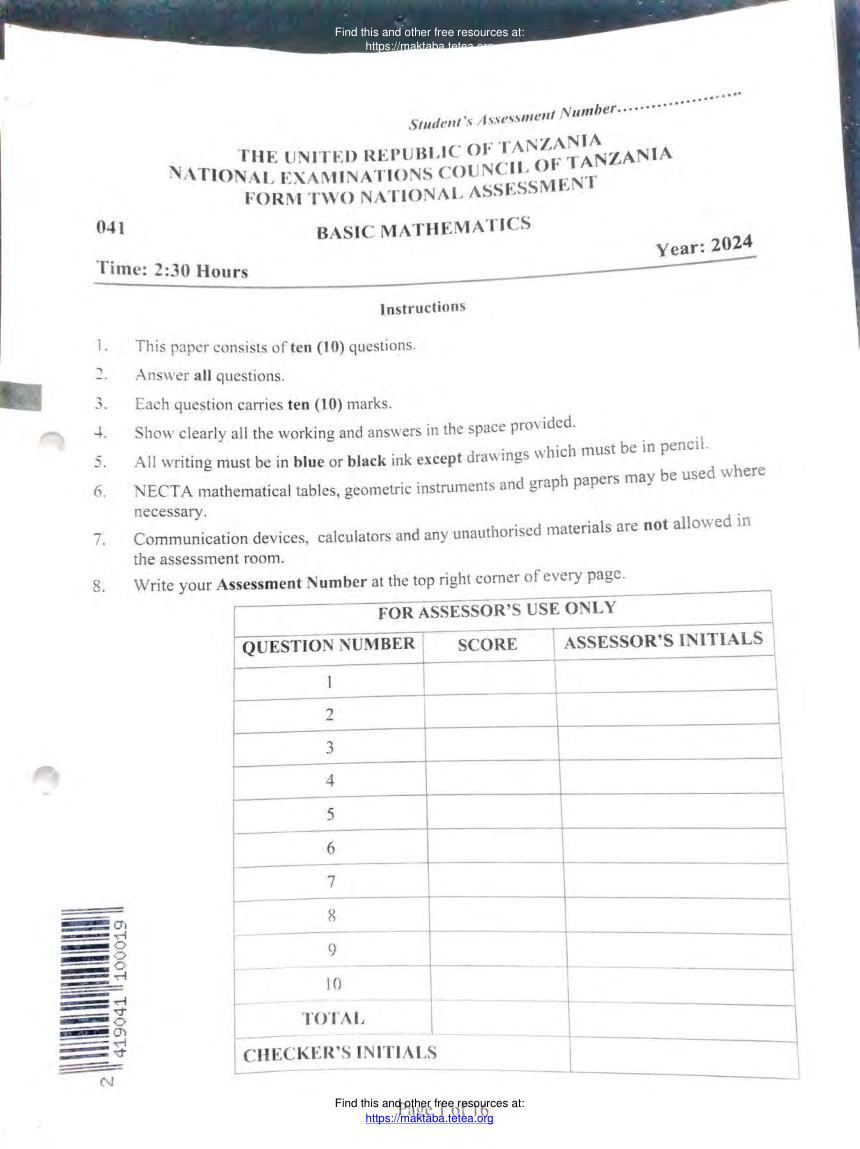 Find this and other free resources at:
https://maktaba.tetea.org
Student's Assessment Number.......................
THE UNITED REPUBLIC OF TANZANIA
NATIONAL EXAMINATIONS COUNCIL OF TANZANIA
FORM TWO NATIONAL ASSESSMENT
041 BASIC MATHEMATICS
Time: 2:30 Hours Year: 2024
Instructions
1. This paper consists of ten (10) questions.
2. Answer all questions.
3. Each question carries ten (10) marks.
4. Show clearly all the working and answers in the space provided.
5. All writing must be in blue or black ink except drawings which must be in pencil.
6. NECTA mathematical tables, geometric instruments and graph papers may be used where
necessary.
7. Communication devices, calculators and any unauthorised materials are not allowed in
the assessment room.
8. Write your Assessment Number at the top right corner of every page.
FOR ASSESSOR'S USE ONLY
QUESTION NUMBER SCORE ASSESSOR'S INITIALS
1
2
3
4
5
6
7
8
9
10
TOTAL
CHECKER'S INITIALS
2 419041 100019
Page 1 of 16
Find this and other free resources at:
https://maktaba.tetea.org